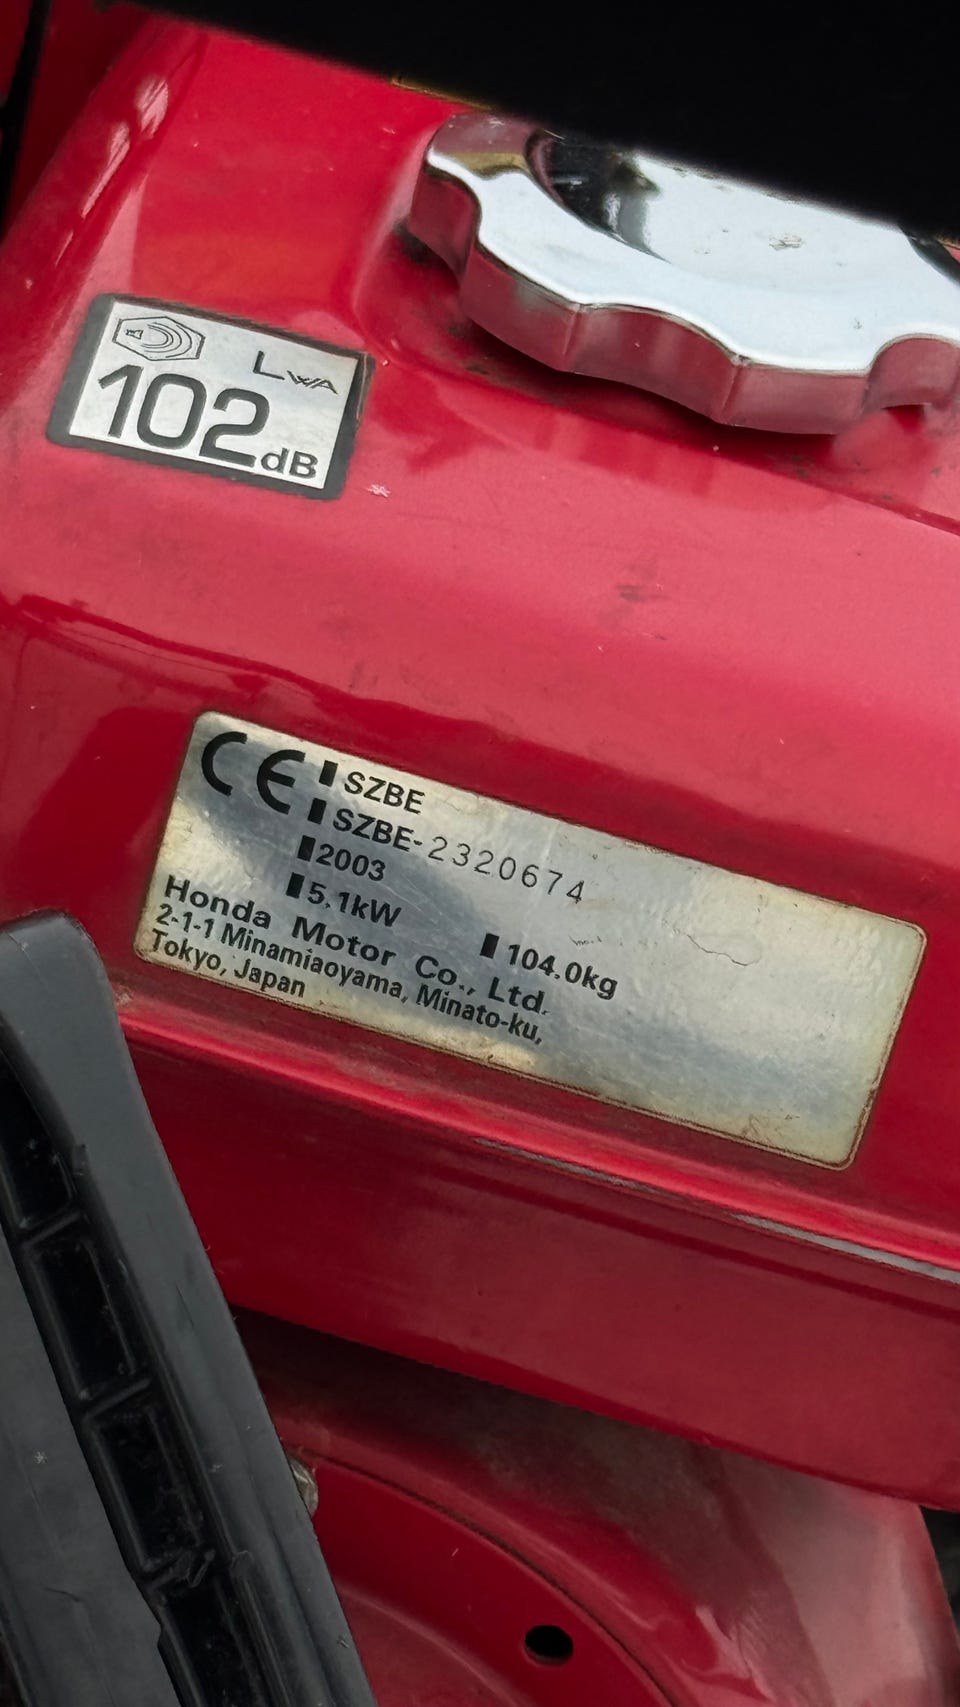 LWA
102dB
CE SZBE
SZBE-2320674
2003
5.1kW 104.0kg
Honda Motor Co., Ltd.
2-1-1 Minamiaoyama, Minato-ku,
Tokyo, Japan